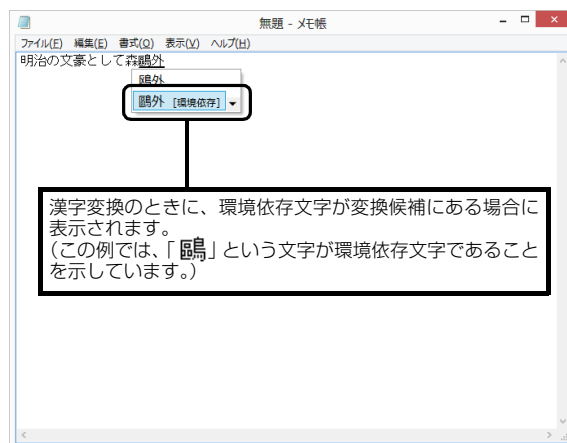 無題 - メモ帳
ファイル(F) 編集(E) 書式(O) 表示(V) ヘルプ(H)
明治の文豪として森鷗外
鴎外
鷗外 [環境依存]
漢字変換のときに、環境依存文字が変換候補にある場合に
表示されます。
(この例では、「鷗」という文字が環境依存文字であること
を示しています。)